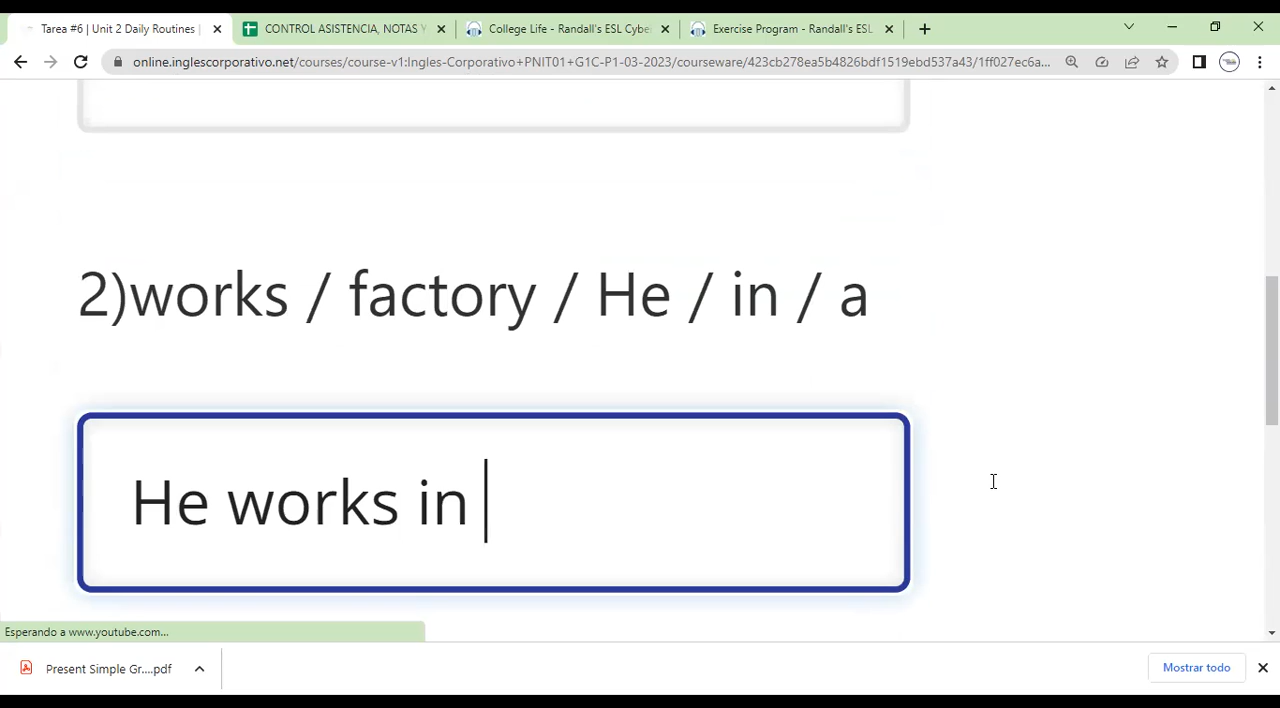 Tarea #6 | Unit 2 Daily Routines |
CONTROL ASISTENCIA, NOTAS Y
College Life - Randall's ESL Cybe
Exercise Program - Randall's ESL
online.inglescorporativo.net/courses/course-v1:Ingles-Corporativo+PNIT01+G1C-P1-03-2023/courseware/423cb278ea5b4826bdf1519ebd537a43/1ff027ec6a...
2)works / factory / He / in / a
He works in
Esperando a www.youtube.com...
Present Simple Gr....pdf
Mostrar todo